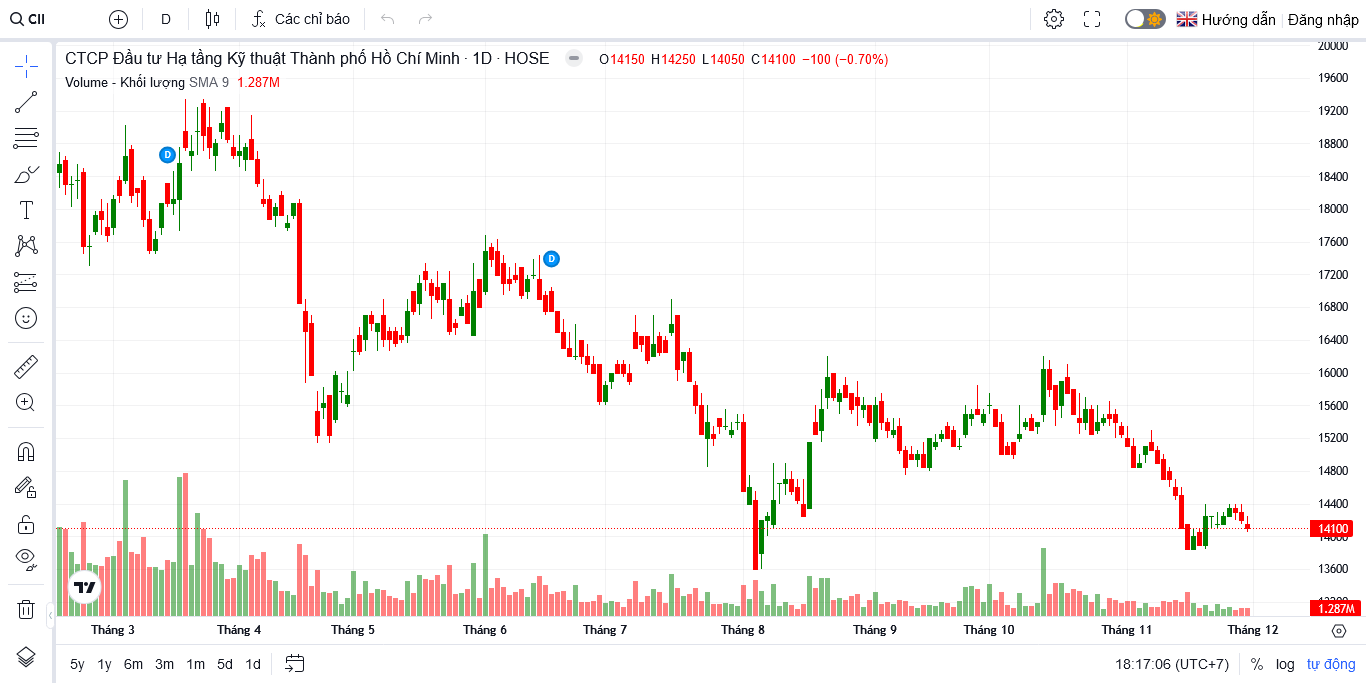 CII D Các chỉ báo Hướng dẫn Đăng nhập
CTCP Đầu tư Hạ tầng Kỹ thuật Thành phố Hồ Chí Minh · 1D · HOSE O14150 H14250 L14050 C14100 −100 (−0.70%)
Volume - Khối lượng SMA 9 1.287M
D
D
T
20000
19600
19200
18800
18400
18000
17600
17200
16800
16400
16000
15600
15200
14800
14400
14100
14000
13600
1.287M
Tháng 3 Tháng 4 Tháng 5 Tháng 6 Tháng 7 Tháng 8 Tháng 9 Tháng 10 Tháng 11 Tháng 12
5y 1y 6m 3m 1m 5d 1d 18:17:06 (UTC+7) % log tự động